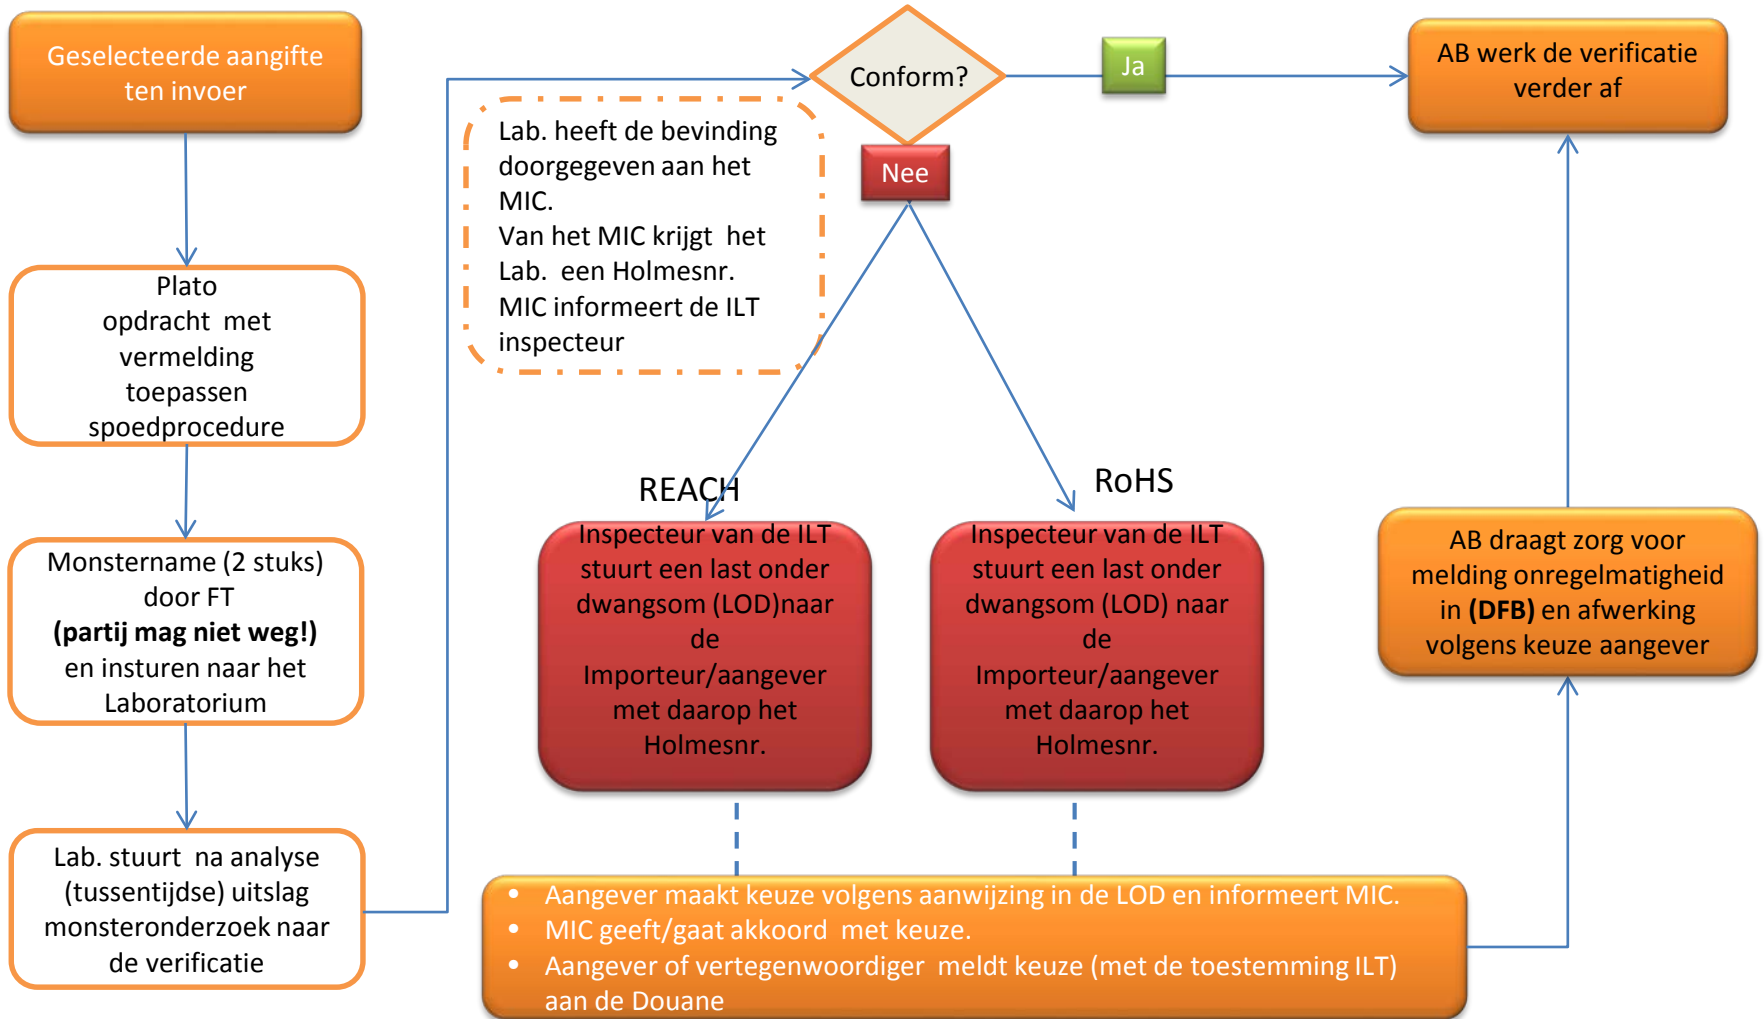 Geselecteerde aangifte
ten invoer
Plato
opdracht met
vermelding
toepassen
spoedprocedure
Monstername (2 stuks)
door FT
(partij mag niet weg!)
en insturen naar het
Laboratorium
Lab. stuurt na analyse
(tussentijdse) uitslag
monsteronderzoek naar
de verificatie
Conform?
Ja
Nee
Lab. heeft de bevinding
doorgegeven aan het
MIC.
Van het MIC krijgt het
Lab. een Holmesnr.
MIC informeert de ILT
inspecteur
REACH
Inspecteur van de ILT
stuurt een last onder
dwangsom (LOD)naar
de
Importeur/aangever
met daarop het
Holmesnr.
RoHS
Inspecteur van de ILT
stuurt een last onder
dwangsom (LOD) naar
de
Importeur/aangever
met daarop het
Holmesnr.
• Aangever maakt keuze volgens aanwijzing in de LOD en informeert MIC.
• MIC geeft/gaat akkoord met keuze.
• Aangever of vertegenwoordiger meldt keuze (met de toestemming ILT)
aan de Douane
AB draagt zorg voor
melding onregelmatigheid
in (DFB) en afwerking
volgens keuze aangever
AB werk de verificatie
verder af